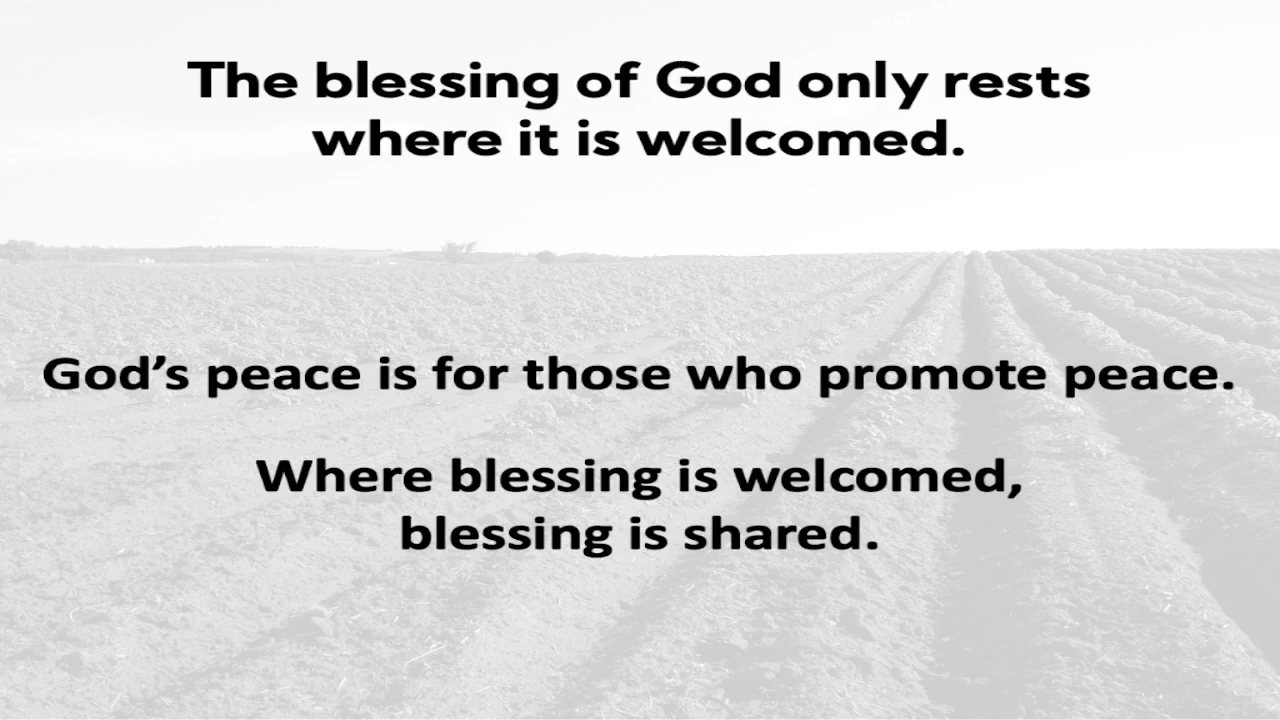 The blessing of God only rests
where it is welcomed.
God’s peace is for those who promote peace.
Where blessing is welcomed,
blessing is shared.